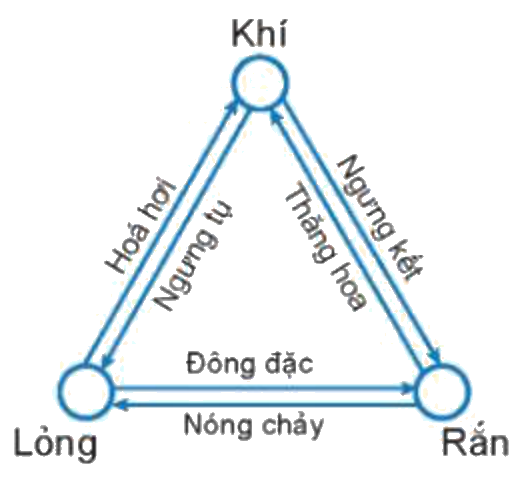 Khí
Hoá hơi
Ngưng tụ
Thăng hoa
Ngưng kết
Đông đặc
Nóng chảy
Lỏng
Rắn